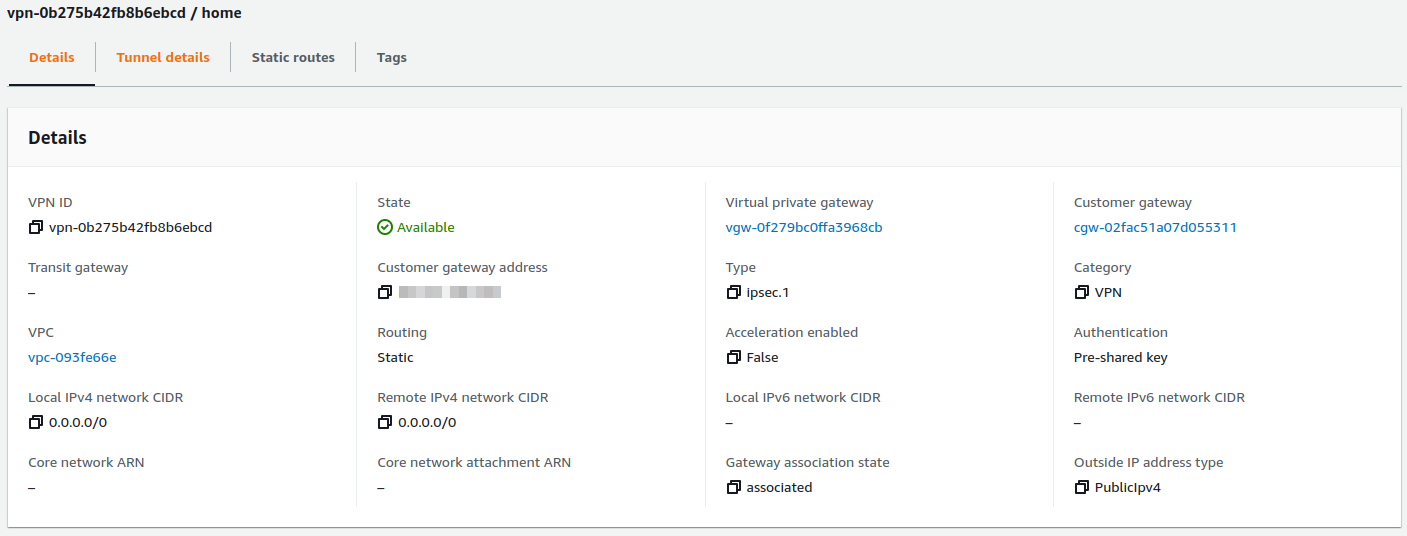 vpn-0b275b42fb8b6ebcd / home
Details
Tunnel details
Static routes
Tags
Details
VPN ID
vpn-0b275b42fb8b6ebcd
State
Available
Virtual private gateway
vgw-0f279bc0ffa3968cb
Customer gateway
cgw-02fac51a07d055311
Transit gateway
–
Customer gateway address
Type
ipsec.1
Category
VPN
VPC
vpc-093fe66e
Routing
Static
Acceleration enabled
False
Authentication
Pre-shared key
Local IPv4 network CIDR
0.0.0.0/0
Remote IPv4 network CIDR
0.0.0.0/0
Local IPv6 network CIDR
–
Remote IPv6 network CIDR
–
Core network ARN
–
Core network attachment ARN
–
Gateway association state
associated
Outside IP address type
PublicIpv4